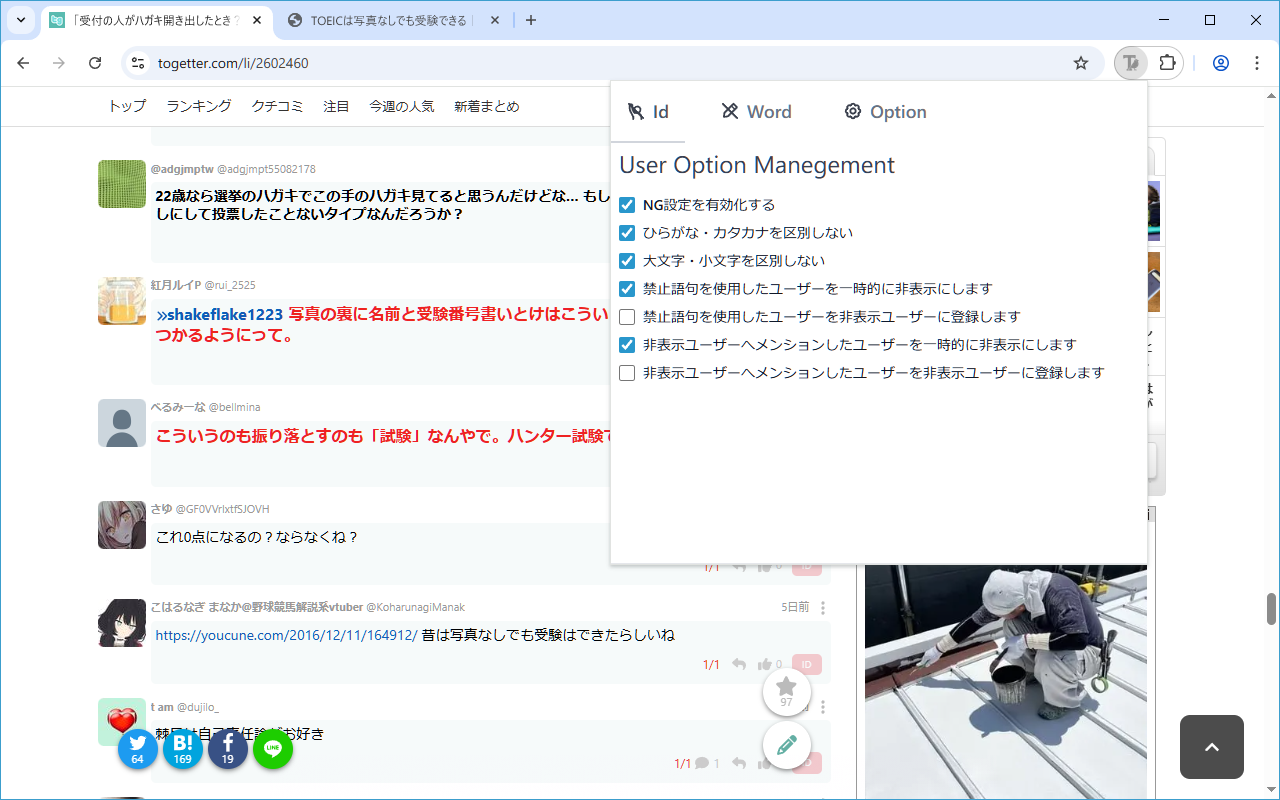 「受付の人がハガキ開き出したとき？
TOEICは写真なしでも受験できる
togetter.com/li/2602460
トップ ランキング クチコミ 注目 今週の人気 新着まとめ
Id Word Option
User Option Manegement
NG設定を有効化する
ひらがな・カタカナを区別しない
大文字・小文字を区別しない
禁止語句を使用したユーザーを一時的に非表示にします
禁止語句を使用したユーザーを非表示ユーザーに登録します
非表示ユーザーへメンションしたユーザーを一時的に非表示にします
非表示ユーザーへメンションしたユーザーを非表示ユーザーに登録します
@adgjmptw @adgjmpt55082178
22歳なら選挙のハガキでこの手のハガキ見てると思うんだけどな... もし
しにして投票したことないタイプなんだろうか？
紅月ルイP @rui_2525
≫shakeflake1223 写真の裏に名前と受験番号書いとけはこうい
つかるようにって。
べるみーな @bellmina
こういうのも振り落とすのも「試験」なんやで。ハンター試験で
さゆ @GF0VVrlxtfSJOVH
これ0点になるの？ならなくね？
1/1 0 ID
こはるなぎ まなか@野球競馬解説系vtuber @KoharunagiManak 5日前
https://youcune.com/2016/12/11/164912/ 昔は写真なしでも受験はできたらしいね
1/1 0 ID
t am @dujilo_
自己責任論がお好き
1/1 1
97
64
B! 169
19
LINE